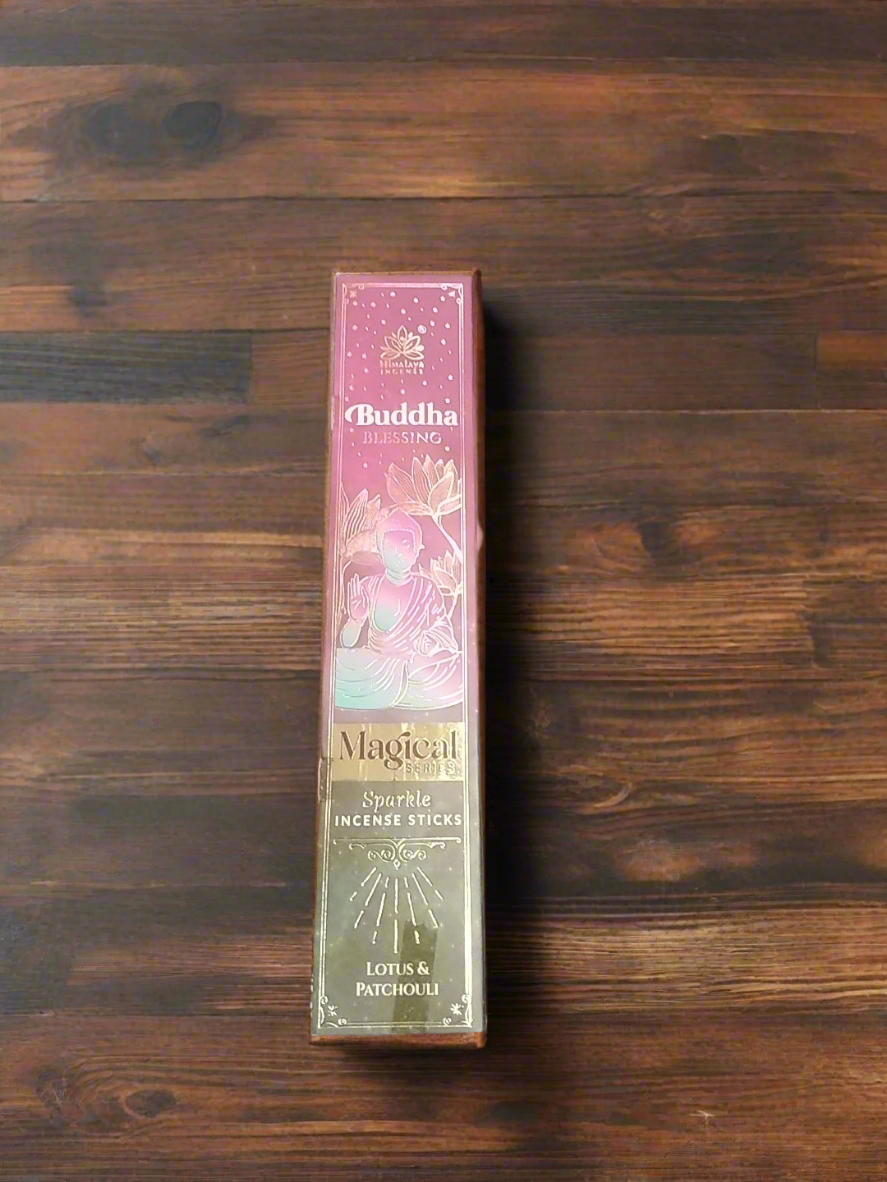 ®
Himalaya
INCENSE
Buddha
BLESSING
Magical
SERIES
Sparkle
INCENSE STICKS
LOTUS &
PATCHOULI